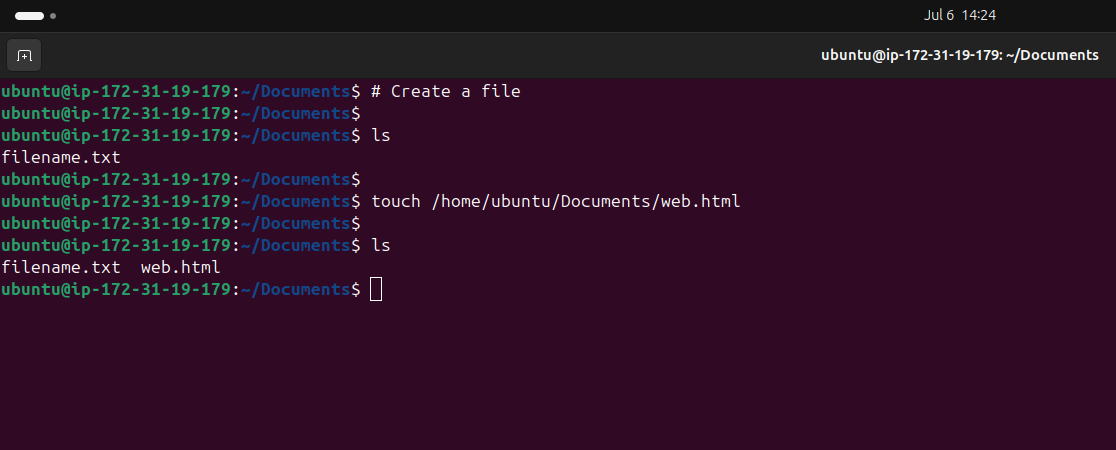 Jul 6 14:24
ubuntu@ip-172-31-19-179: ~/Documents
ubuntu@ip-172-31-19-179:~/Documents$ # Create a file
ubuntu@ip-172-31-19-179:~/Documents$
ubuntu@ip-172-31-19-179:~/Documents$ ls
filename.txt
ubuntu@ip-172-31-19-179:~/Documents$
ubuntu@ip-172-31-19-179:~/Documents$ touch /home/ubuntu/Documents/web.html
ubuntu@ip-172-31-19-179:~/Documents$
ubuntu@ip-172-31-19-179:~/Documents$ ls
filename.txt  web.html
ubuntu@ip-172-31-19-179:~/Documents$